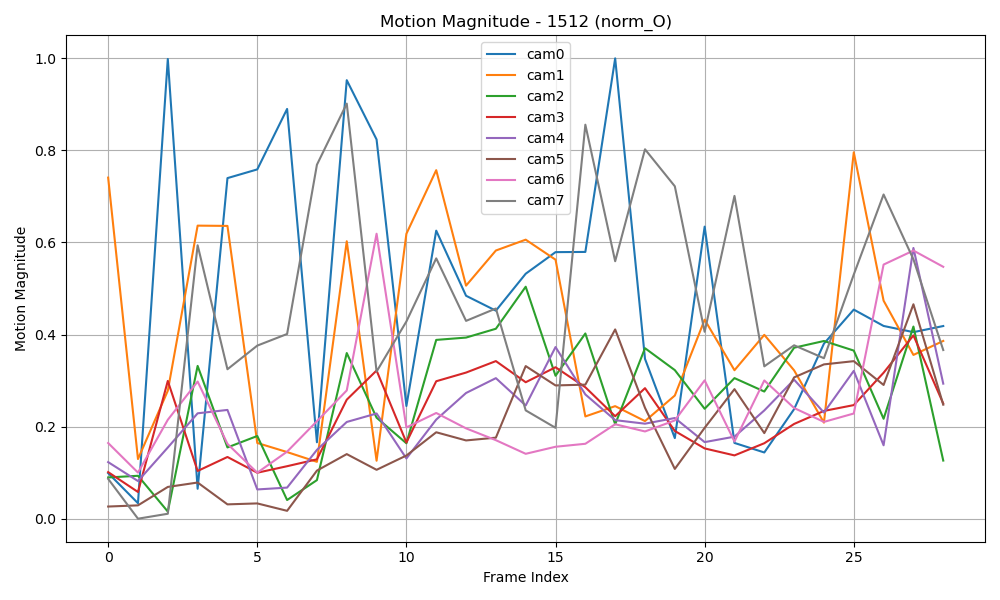 Motion Magnitude - 1512 (norm_O)
cam0
cam1
cam2
cam3
cam4
cam5
cam6
cam7
Motion Magnitude
1.0
0.8
0.6
0.4
0.2
0.0
0 5 10 15 20 25
Frame Index